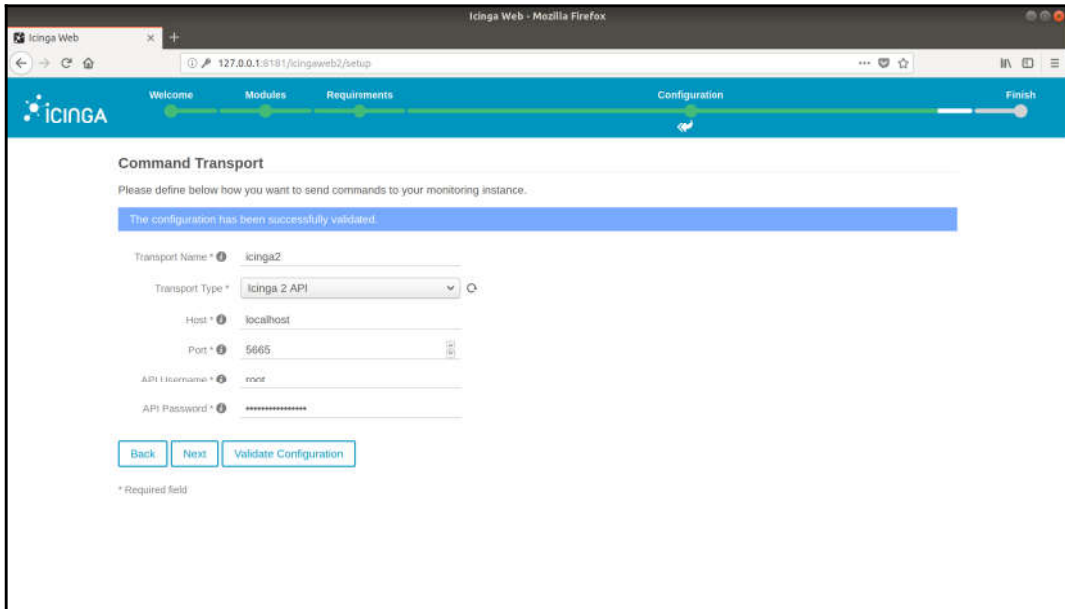 Icinga Web - Mozilla Firefox
Icinga Web
127.0.0.1:8181/icingaweb2/setup
Welcome Modules Requirements Configuration Finish
ICINGA
Command Transport
Please define below how you want to send commands to your monitoring instance.
The configuration has been successfully validated.
Transport Name * icinga2
Transport Type * Icinga 2 API
Host * localhost
Port * 5665
API Username * root
API Password * ••••••••••••••••
Back Next Validate Configuration
* Required field